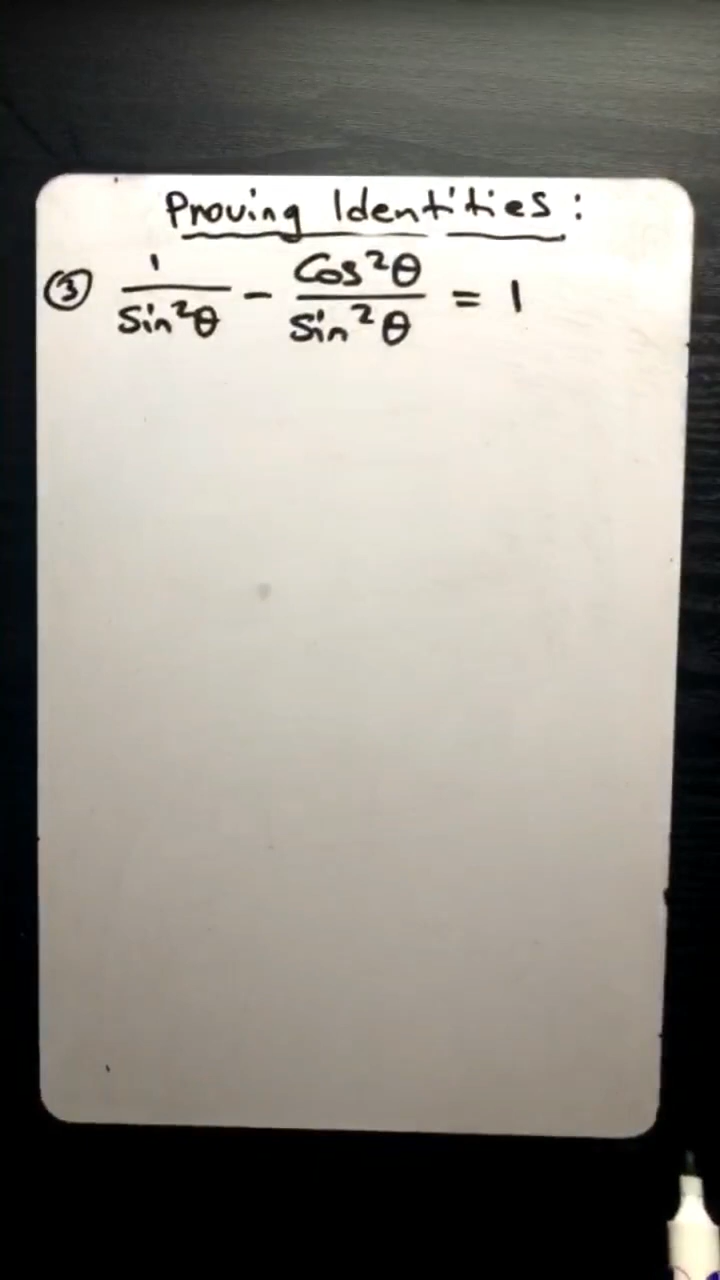 Proving Identities:
③ 1/Sin²θ - Cos²θ/Sin²θ = 1